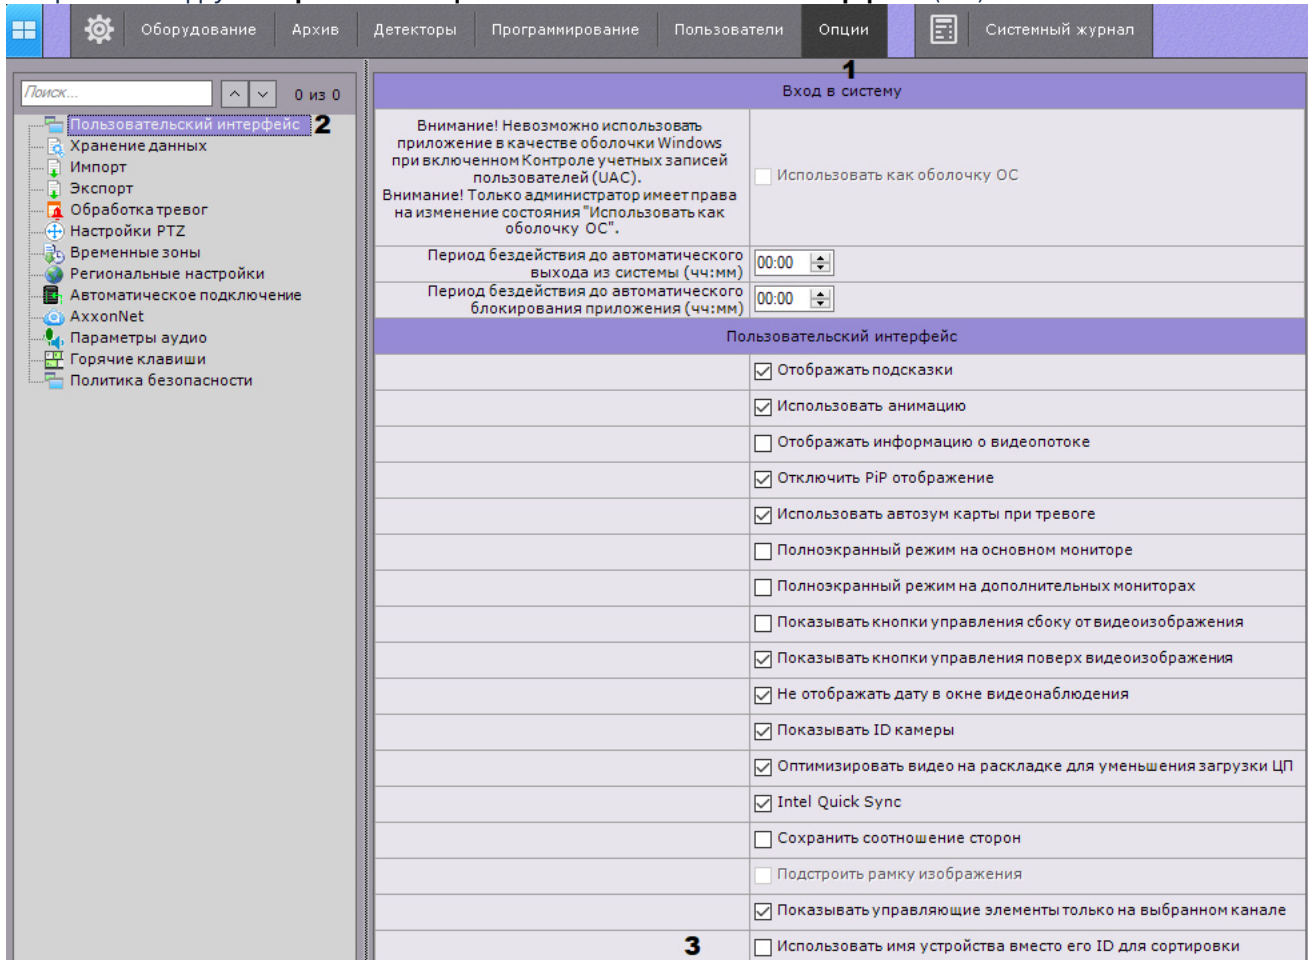 Оборудование Архив Детекторы Программирование Пользователи Опции Системный журнал
1
Поиск... 0 из 0
Пользовательский интерфейс 2
Хранение данных
Импорт
Экспорт
Обработка тревог
Настройки PTZ
Временные зоны
Региональные настройки
Автоматическое подключение
AxxonNet
Параметры аудио
Горячие клавиши
Политика безопасности
Вход в систему
Внимание! Невозможно использовать
приложение в качестве оболочки Windows
при включенном Контроле учетных записей
пользователей (UAC).
Внимание! Только администратор имеет права
на изменение состояния "Использовать как
оболочку ОС".
Использовать как оболочку ОС
Период бездействия до автоматического
выхода из системы (чч:мм)
00:00
Период бездействия до автоматического
блокирования приложения (чч:мм)
00:00
Пользовательский интерфейс
Отображать подсказки
Использовать анимацию
Отображать информацию о видеопотоке
Отключить PiP отображение
Использовать автозум карты при тревоге
Полноэкранный режим на основном мониторе
Полноэкранный режим на дополнительных мониторах
Показывать кнопки управления сбоку от видеоизображения
Показывать кнопки управления поверх видеоизображения
Не отображать дату в окне видеонаблюдения
Показывать ID камеры
Оптимизировать видео на раскладке для уменьшения загрузки ЦП
Intel Quick Sync
Сохранить соотношение сторон
Подстроить рамку изображения
Показывать управляющие элементы только на выбранном канале
3 Использовать имя устройства вместо его ID для сортировки